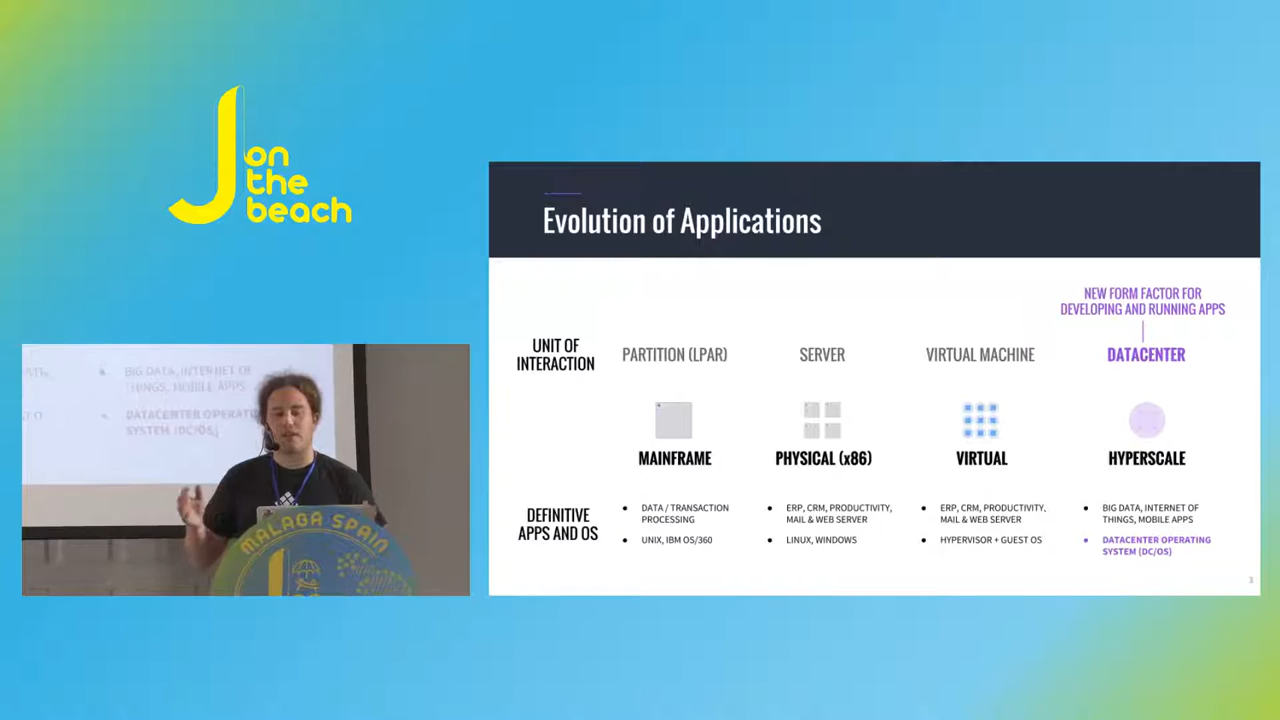 J on
the
beach
Evolution of Applications
NEW FORM FACTOR FOR
DEVELOPING AND RUNNING APPS
UNIT OF
INTERACTION
PARTITION (LPAR)
SERVER
VIRTUAL MACHINE
DATACENTER
MAINFRAME
PHYSICAL (x86)
VIRTUAL
HYPERSCALE
DEFINITIVE
APPS AND OS
• DATA / TRANSACTION
PROCESSING
• UNIX, IBM OS/360
• ERP, CRM, PRODUCTIVITY,
MAIL & WEB SERVER
• LINUX, WINDOWS
• ERP, CRM, PRODUCTIVITY,
MAIL & WEB SERVER
• HYPERVISOR + GUEST OS
• BIG DATA, INTERNET OF
THINGS, MOBILE APPS
• DATACENTER OPERATING
SYSTEM (DC/OS)
3
• BIG DATA, INTERNET OF
THINGS, MOBILE APPS
• DATACENTER OPERATI
SYSTEM (DC/OS)
MALAGA SPAIN